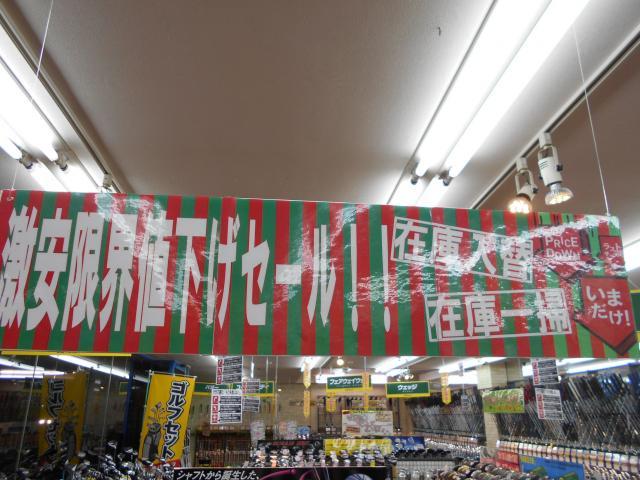 激安限界値下げセール!!
在庫入替
在庫一掃
PRICE
DOWN
いま
だけ!
ゴルフセット
フェアウェイウッ
ウェッジ
シャフトから誕生した、